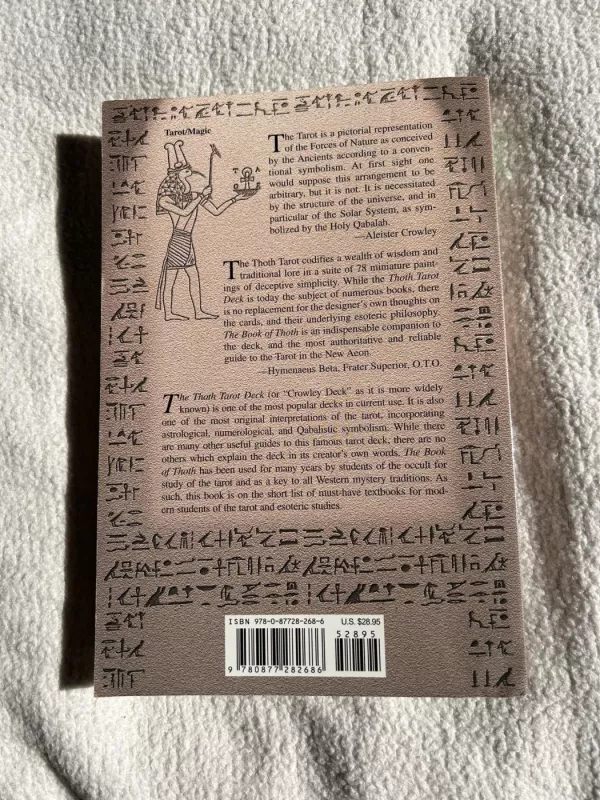 Tarot/Magic
T A
The Tarot is a pictorial representation
of the Forces of Nature as conceived
by the Ancients according to a conven-
tional symbolism. At first sight one
would suppose this arrangement to be
arbitrary, but it is not. It is necessitated
by the structure of the universe, and in
particular of the Solar System, as sym-
bolized by the Holy Qabalah.
—Aleister Crowley
The Thoth Tarot codifies a wealth of wisdom and
traditional lore in a suite of 78 miniature paint-
ings of deceptive simplicity. While the Thoth Tarot
Deck is today the subject of numerous books, there
is no replacement for the designer's own thoughts on
the cards, and their underlying esoteric philosophy.
The Book of Thoth is an indispensable companion to
the deck, and the most authoritative and reliable
guide to the Tarot in the New Aeon.
—Hymenaeus Beta, Frater Superior, O.T.O.
The Thoth Tarot Deck (or "Crowley Deck" as it is more widely
known) is one of the most popular decks in current use. It is also
one of the most original interpretations of the tarot, incorporating
astrological, numerological, and Qabalistic symbolism. While there
are many other useful guides to this famous tarot deck, there are no
others which explain the deck in its creator's own words. The Book
of Thoth has been used for many years by students of the occult for
study of the tarot and as a key to all Western mystery traditions. As
such, this book is on the short list of must-have textbooks for mod-
ern students of the tarot and esoteric studies.
ISBN 978-0-87728-268-6 U.S. $28.95
52895
9 780877 282686